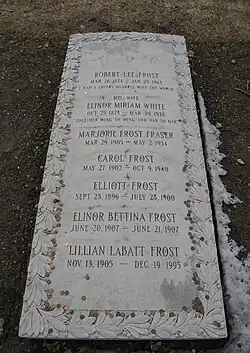 ROBERT LEE FROST
MAR. 26, 1874 — JAN. 29, 1963
"I HAD A LOVER'S QUARREL WITH THE WORLD"
HIS WIFE
ELINOR MIRIAM WHITE
OCT. 25, 1873 — MAR. 20, 1938
TOGETHER WING TO WING AND OAR TO OAR
MARJORIE FROST FRASER
MAR. 29, 1905 — MAY 2, 1934
CAROL FROST
MAY 27, 1902 — OCT. 9, 1940
ELLIOTT FROST
SEPT. 25, 1896 — JULY 25, 1900
ELINOR BETTINA FROST
JUNE 20, 1907 — JUNE 21, 1907
LILLIAN LABATT FROST
NOV. 13, 1905 — DEC. 19, 1995